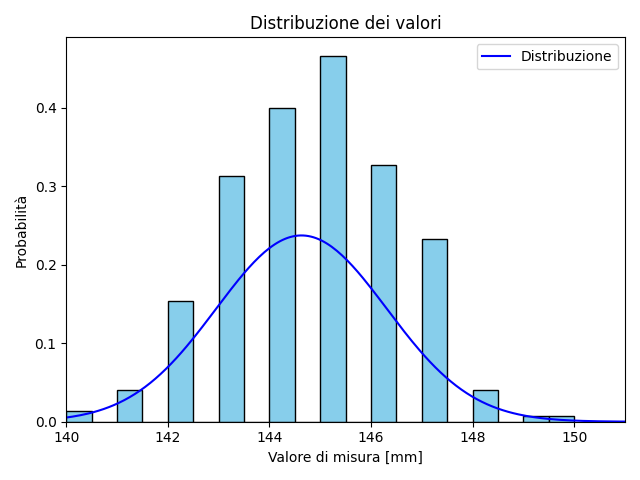 Distribuzione dei valori
Distribuzione
Probabilità
0.4
0.3
0.2
0.1
0.0
140 142 144 146 148 150
Valore di misura [mm]